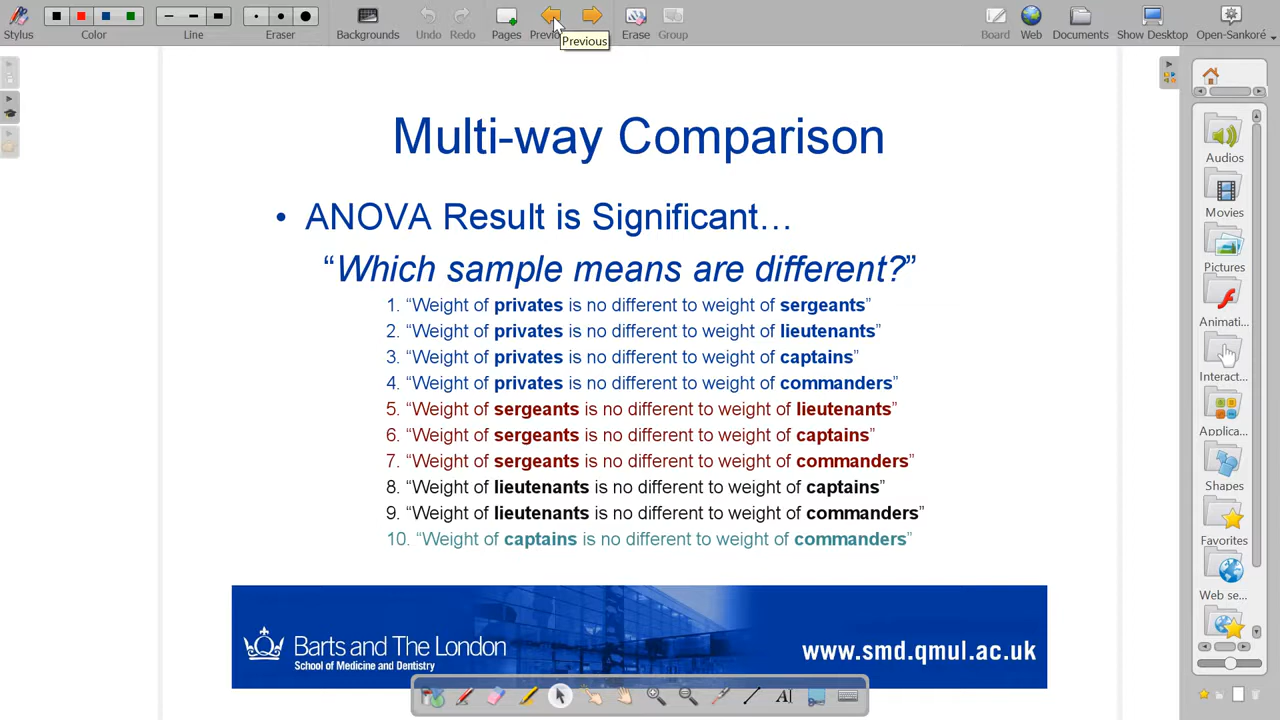 Stylus
Color
Line
Eraser
Backgrounds
Undo
Redo
Pages
Previous
Erase
Group
Board
Web
Documents
Show Desktop
Open-Sankoré
Previous
Multi-way Comparison
• ANOVA Result is Significant…
“Which sample means are different?”
1. “Weight of privates is no different to weight of sergeants”
2. “Weight of privates is no different to weight of lieutenants”
3. “Weight of privates is no different to weight of captains”
4. “Weight of privates is no different to weight of commanders”
5. “Weight of sergeants is no different to weight of lieutenants”
6. “Weight of sergeants is no different to weight of captains”
7. “Weight of sergeants is no different to weight of commanders”
8. “Weight of lieutenants is no different to weight of captains”
9. “Weight of lieutenants is no different to weight of commanders”
10. “Weight of captains is no different to weight of commanders”
Barts and The London
School of Medicine and Dentistry
www.smd.qmul.ac.uk
Audios
Movies
Pictures
Animati...
Interact...
Applica...
Shapes
Favorites
Web se...
AI